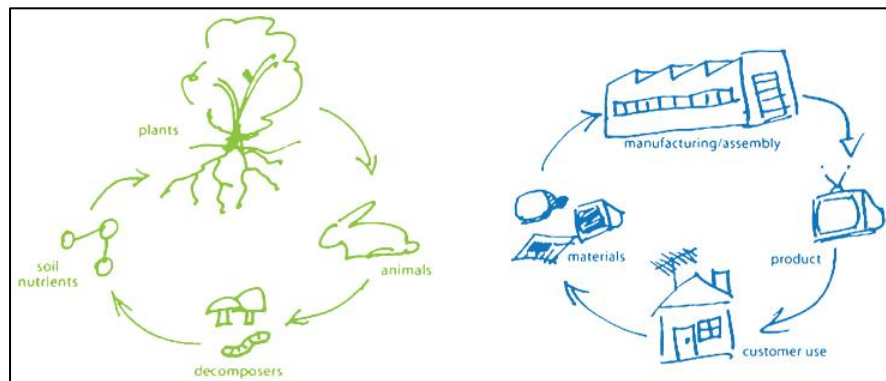 plants
animals
decomposers
soil
nutrients
manufacturing/assembly
product
customer use
materials